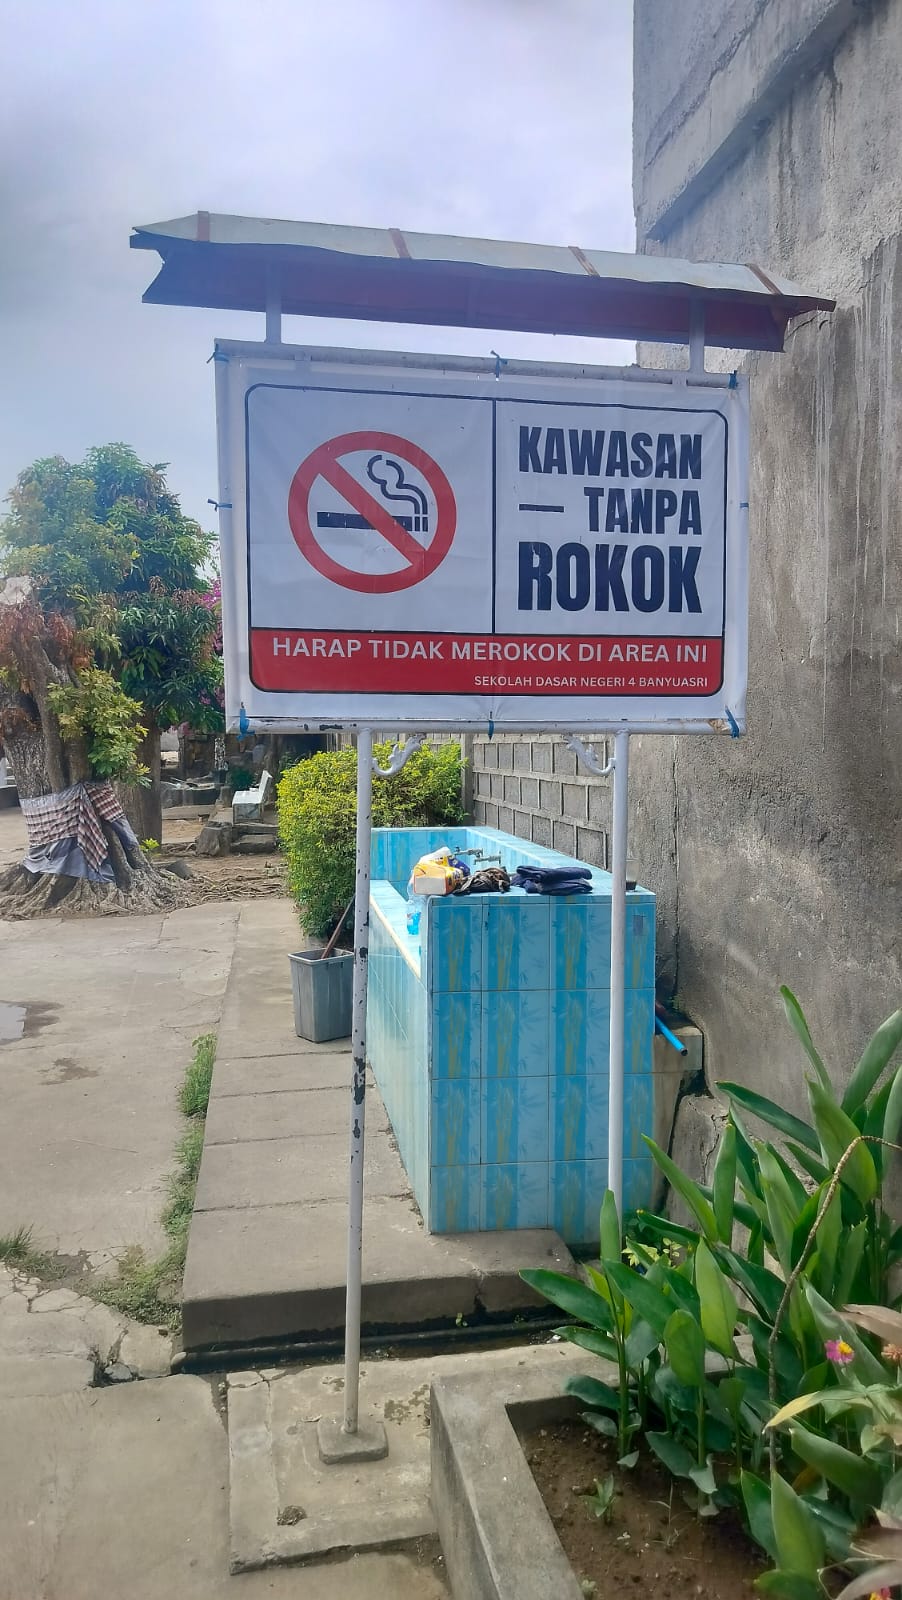 KAWASAN
TANPA
ROKOK
HARAP TIDAK MEROKOK DI AREA INI
SEKOLAH DASAR NEGERI 4 BANYUASRI